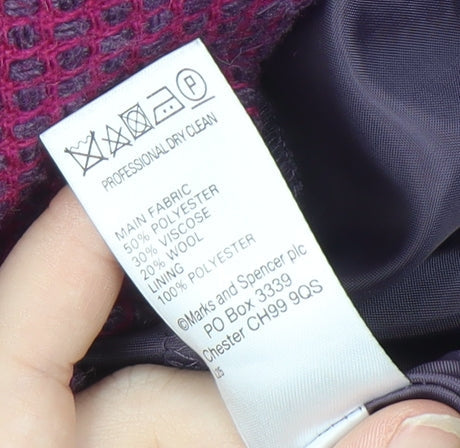 P
PROFESSIONAL DRY CLEAN
MAIN FABRIC
50% POLYESTER
30% VISCOSE
20% WOOL
LINING
100% POLYESTER
©Marks and Spencer plc
PO Box 3339
Chester CH99 9QS